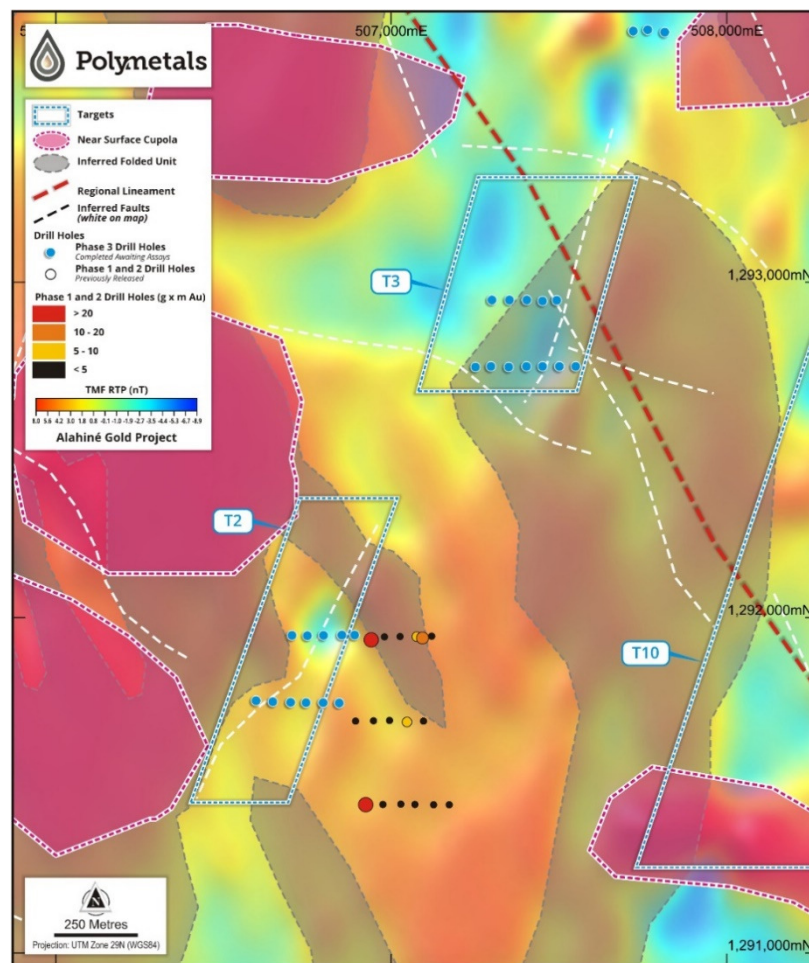 507,000mE
508,000mE
Polymetals
Targets
Near Surface Cupola
Inferred Folded Unit
Regional Lineament
Inferred Faults
(white on map)
Drill Holes
Phase 3 Drill Holes
Completed Awaiting Assays
Phase 1 and 2 Drill Holes
Previously Released
Phase 1 and 2 Drill Holes (g x m Au)
> 20
10 - 20
5 - 10
< 5
TMF RTP (nT)
Alahiné Gold Project
T3
1,293,000mN
T2
1,292,000mN
T10
N
250 Metres
Projection: UTM Zone 29N (WGS84)
1,291,000mN